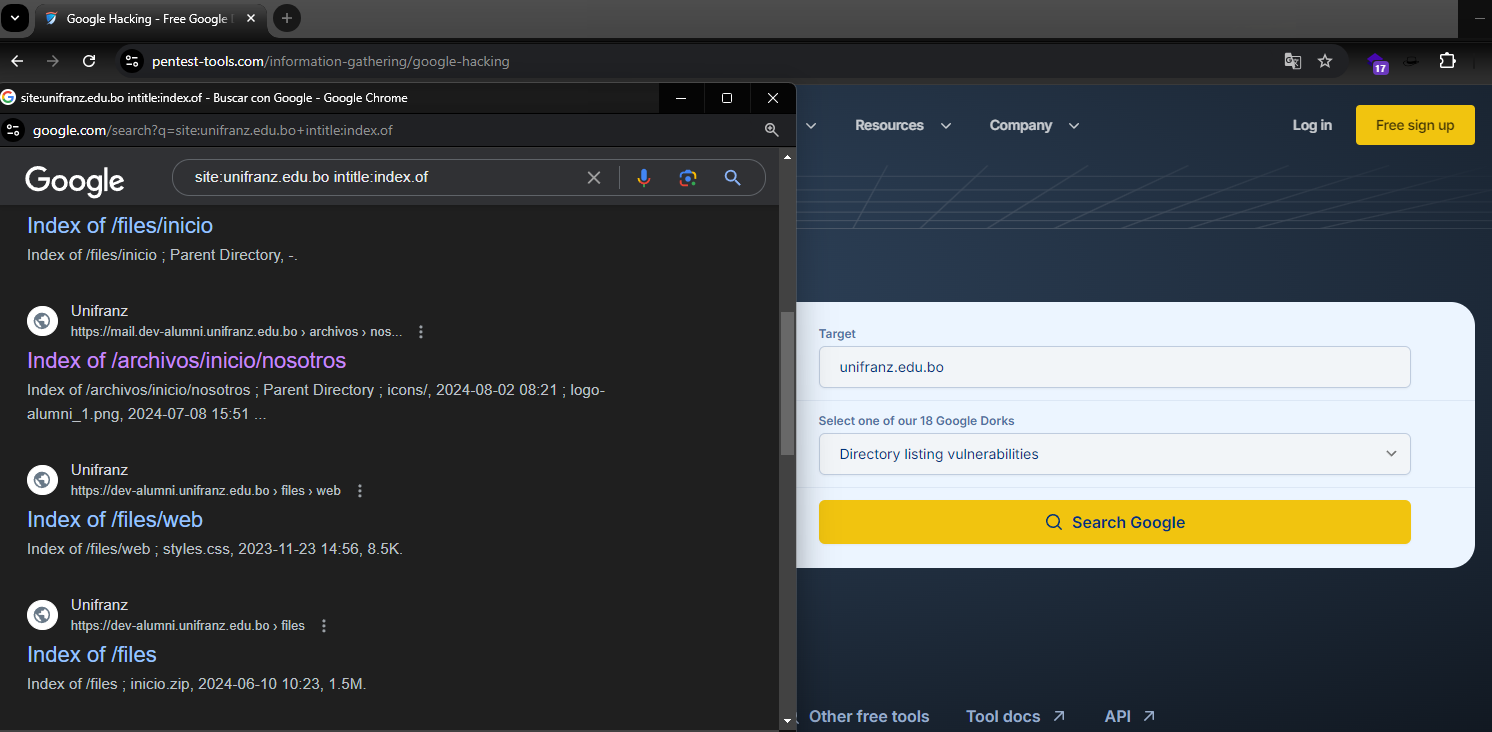 Google Hacking - Free Google
pentest-tools.com/information-gathering/google-hacking
17
site:unifranz.edu.bo intitle:index.of - Buscar con Google - Google Chrome
google.com/search?q=site:unifranz.edu.bo+intitle:index.of
Google
site:unifranz.edu.bo intitle:index.of
Index of /files/inicio
Index of /files/inicio ; Parent Directory, -.
Unifranz
https://mail.dev-alumni.unifranz.edu.bo › archivos › nos...
Index of /archivos/inicio/nosotros
Index of /archivos/inicio/nosotros ; Parent Directory ; icons/, 2024-08-02 08:21 ; logo-
alumni_1.png, 2024-07-08 15:51 ...
Unifranz
https://dev-alumni.unifranz.edu.bo › files › web
Index of /files/web
Index of /files/web ; styles.css, 2023-11-23 14:56, 8.5K.
Unifranz
https://dev-alumni.unifranz.edu.bo › files
Index of /files
Index of /files ; inicio.zip, 2024-06-10 10:23, 1.5M.
Resources
Company
Log in
Free sign up
Target
unifranz.edu.bo
Select one of our 18 Google Dorks
Directory listing vulnerabilities
Search Google
Other free tools
Tool docs
API